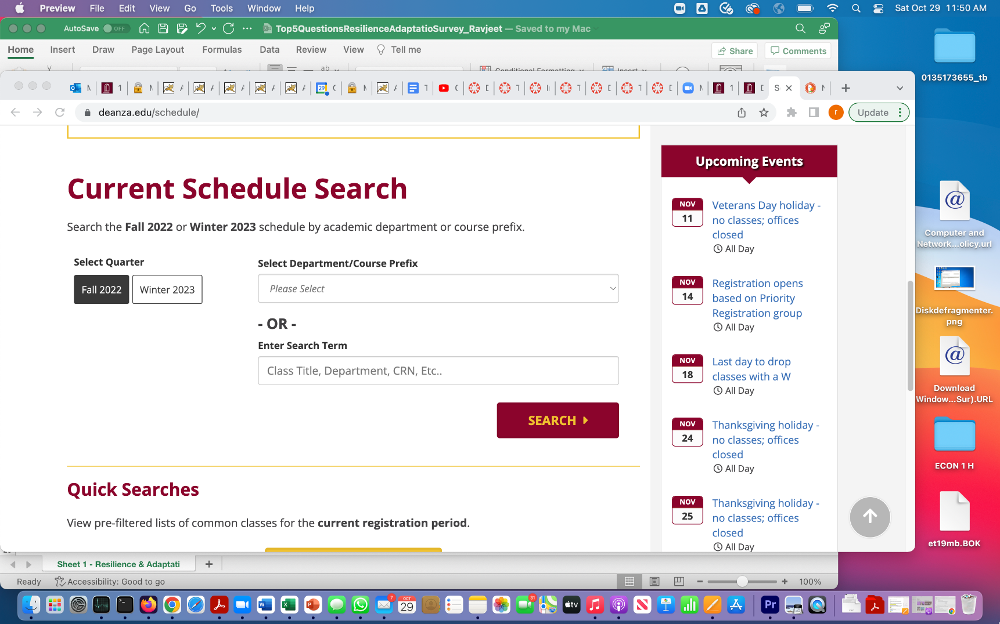 Preview File Edit View Go Tools Window Help
Sat Oct 29 11:50 AM
AutoSave OFF
Top5QuestionsResilienceAdaptatioSurvey_Ravjeet — Saved to my Mac
Home Insert Draw Page Layout Formulas Data Review View Tell me
Share Comments
deanza.edu/schedule/
Update
Current Schedule Search
Search the Fall 2022 or Winter 2023 schedule by academic department or course prefix.
Select Quarter
Fall 2022 Winter 2023
Select Department/Course Prefix
Please Select
- OR -
Enter Search Term
Class Title, Department, CRN, Etc..
SEARCH
Quick Searches
View pre-filtered lists of common classes for the current registration period.
Upcoming Events
NOV
11
Veterans Day holiday -
no classes; offices
closed
All Day
NOV
14
Registration opens
based on Priority
Registration group
All Day
NOV
18
Last day to drop
classes with a W
All Day
NOV
24
Thanksgiving holiday -
no classes; offices
closed
All Day
NOV
25
Thanksgiving holiday -
no classes; offices
closed
All Day
0135173655_tb
Computer and
Network...olicy.url
Diskdefragmenter.
png
Download
Window...Sur).URL
ECON 1 H
et19mb.BOK
Sheet 1 - Resilience & Adaptati
Ready Accessibility: Good to go
100%
7
OCT
29
31
tv
Pr